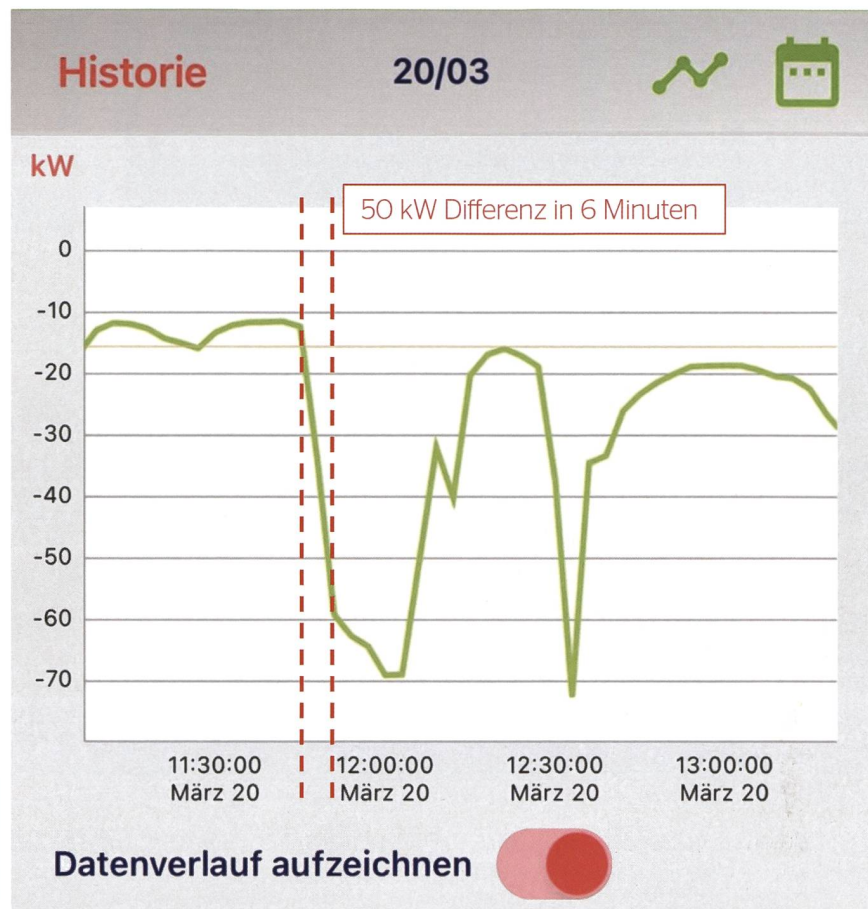 Historie
20/03
kW
50 kW Differenz in 6 Minuten
0
-10
-20
-30
-40
-50
-60
-70
11:30:00 12:00:00 12:30:00 13:00:00
März 20 März 20 März 20 März 20
Datenverlauf aufzeichnen